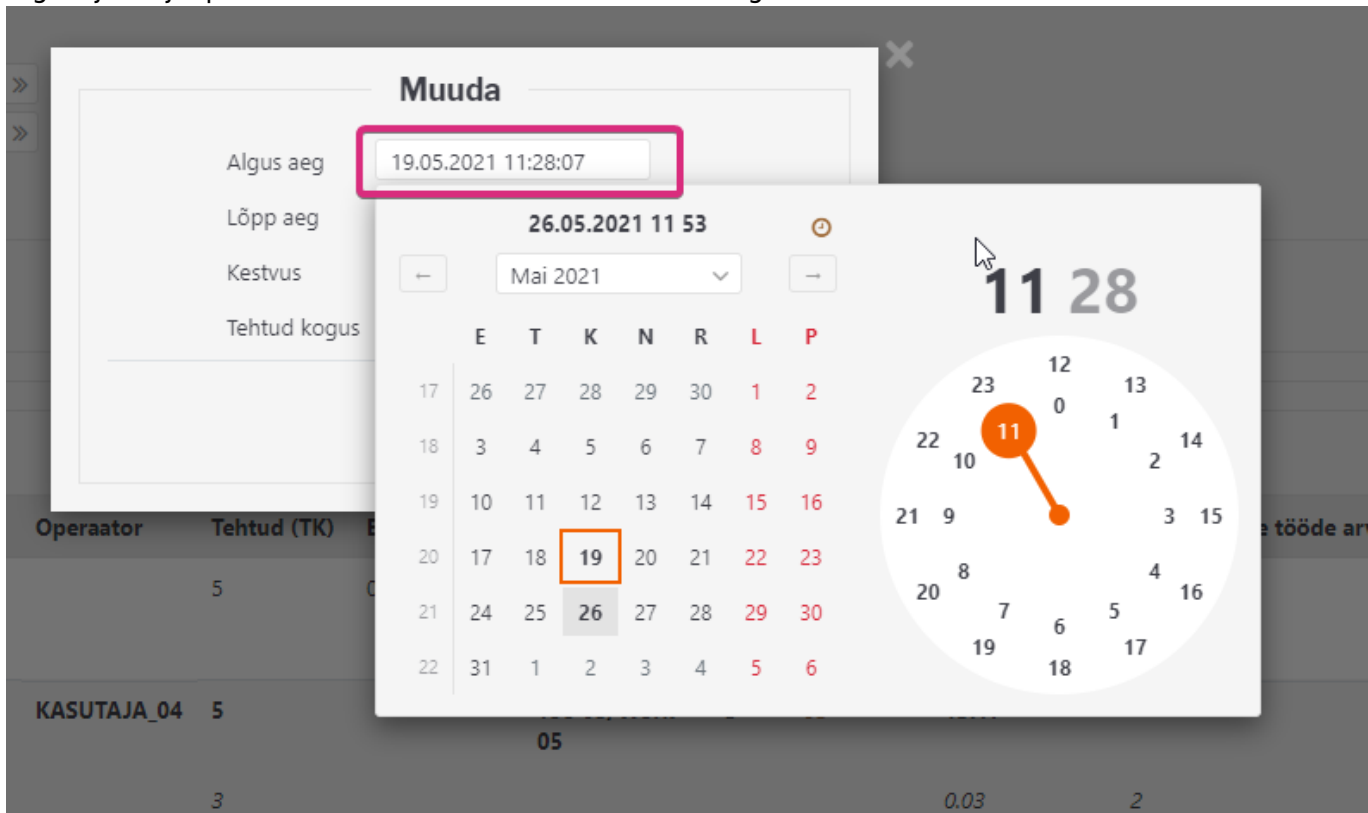 Muuda
Algus aeg 19.05.2021 11:28:07
Lõpp aeg
Kestvus
Tehtud kogus
26.05.2021 11 53
← Mai 2021 →
E T K N R L P
17 26 27 28 29 30 1 2
18 3 4 5 6 7 8 9
19 10 11 12 13 14 15 16
20 17 18 19 20 21 22 23
21 24 25 26 27 28 29 30
22 31 1 2 3 4 5 6
11 28
12
23 13
0
11 1
22 14
10 2
21 9 3 15
8 4
20 16
7 5
6
19 17
18
Operaator Tehtud (TK) tööde
5
KASUTAJA_04 5
05
3 0.03 2